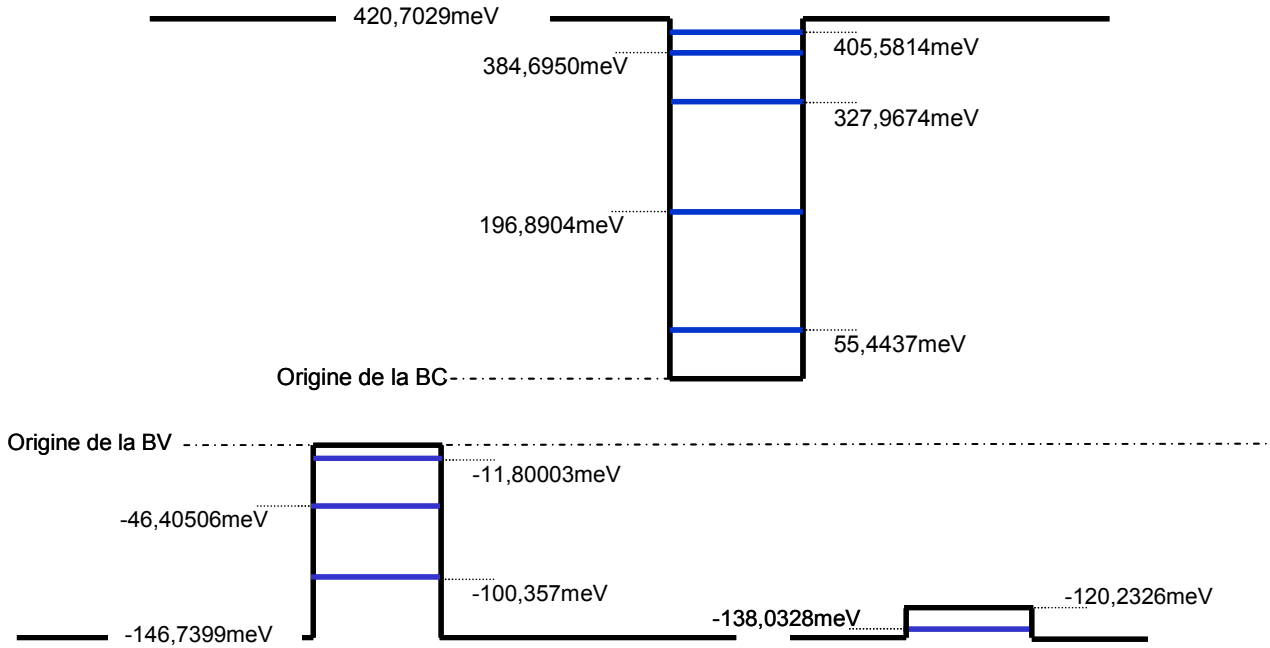 420,7029meV
405,5814meV
384,6950meV
327,9674meV
196,8904meV
55,4437meV
Origine de la BC
Origine de la BV
-11,80003meV
-46,40506meV
-100,357meV
-120,2326meV
-138,0328meV
-146,7399meV